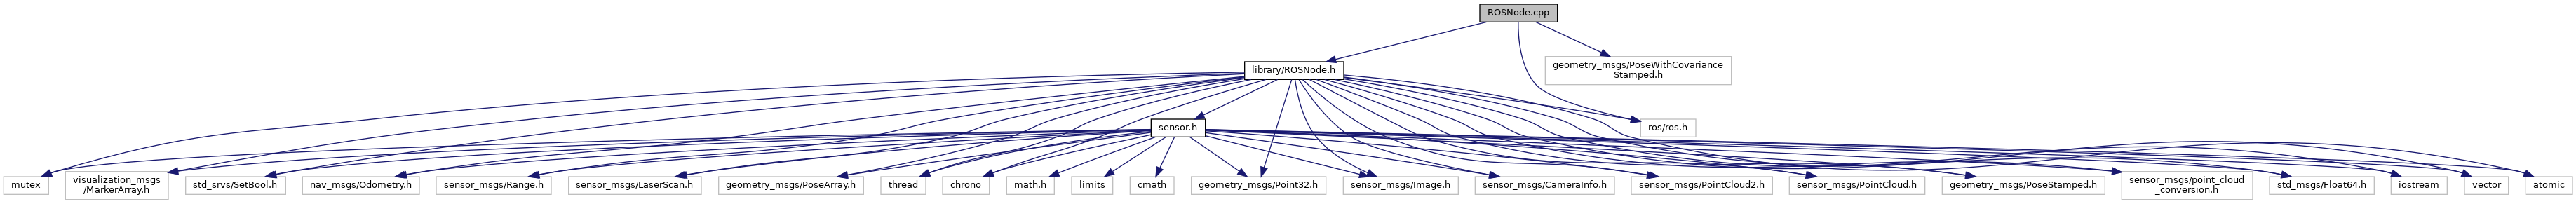 ROSNode.cpp
library/ROSNode.h
geometry_msgs/PoseWithCovariance
Stamped.h
sensor.h
ros/ros.h
mutex
visualization_msgs
/MarkerArray.h
std_srvs/SetBool.h
nav_msgs/Odometry.h
sensor_msgs/Range.h
sensor_msgs/LaserScan.h
geometry_msgs/PoseArray.h
thread
chrono
math.h
limits
cmath
geometry_msgs/Point32.h
sensor_msgs/Image.h
sensor_msgs/CameraInfo.h
sensor_msgs/PointCloud2.h
sensor_msgs/PointCloud.h
geometry_msgs/PoseStamped.h
sensor_msgs/point_cloud
_conversion.h
std_msgs/Float64.h
iostream
vector
atomic